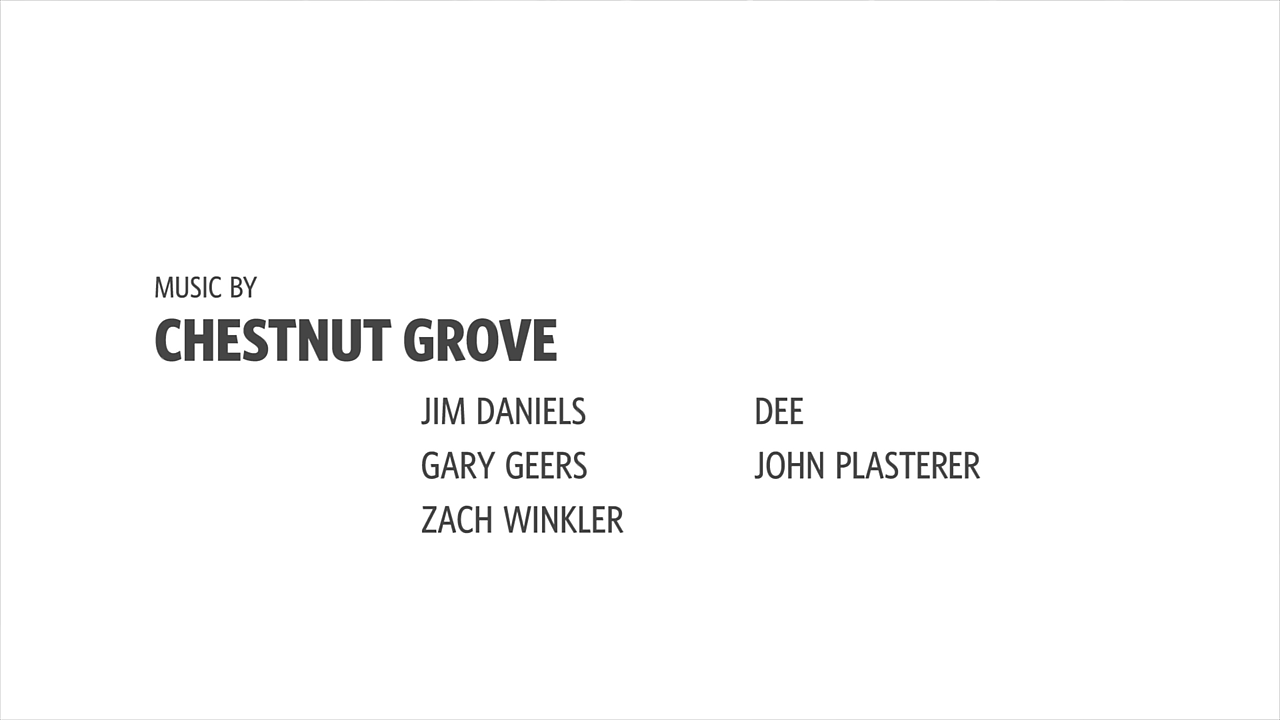 MUSIC BY
CHESTNUT GROVE
JIM DANIELS
GARY GEERS
ZACH WINKLER
DEE
JOHN PLASTERER